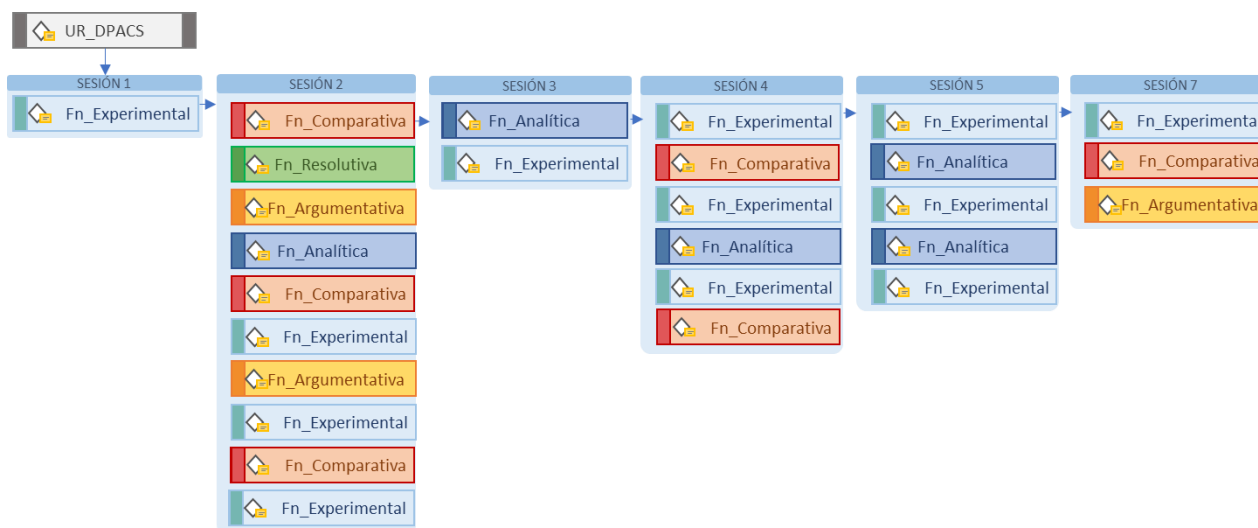 UR_DPACS
SESIÓN 1
Fn_Experimental
SESIÓN 2
Fn_Comparativa
Fn_Resolutiva
Fn_Argumentativa
Fn_Analítica
Fn_Comparativa
Fn_Experimental
Fn_Argumentativa
Fn_Experimental
Fn_Comparativa
Fn_Experimental
SESIÓN 3
Fn_Analítica
Fn_Experimental
SESIÓN 4
Fn_Experimental
Fn_Comparativa
Fn_Experimental
Fn_Analítica
Fn_Experimental
Fn_Comparativa
SESIÓN 5
Fn_Experimental
Fn_Analítica
Fn_Experimental
Fn_Analítica
Fn_Experimental
SESIÓN 7
Fn_Experimental
Fn_Comparativa
Fn_Argumentativa